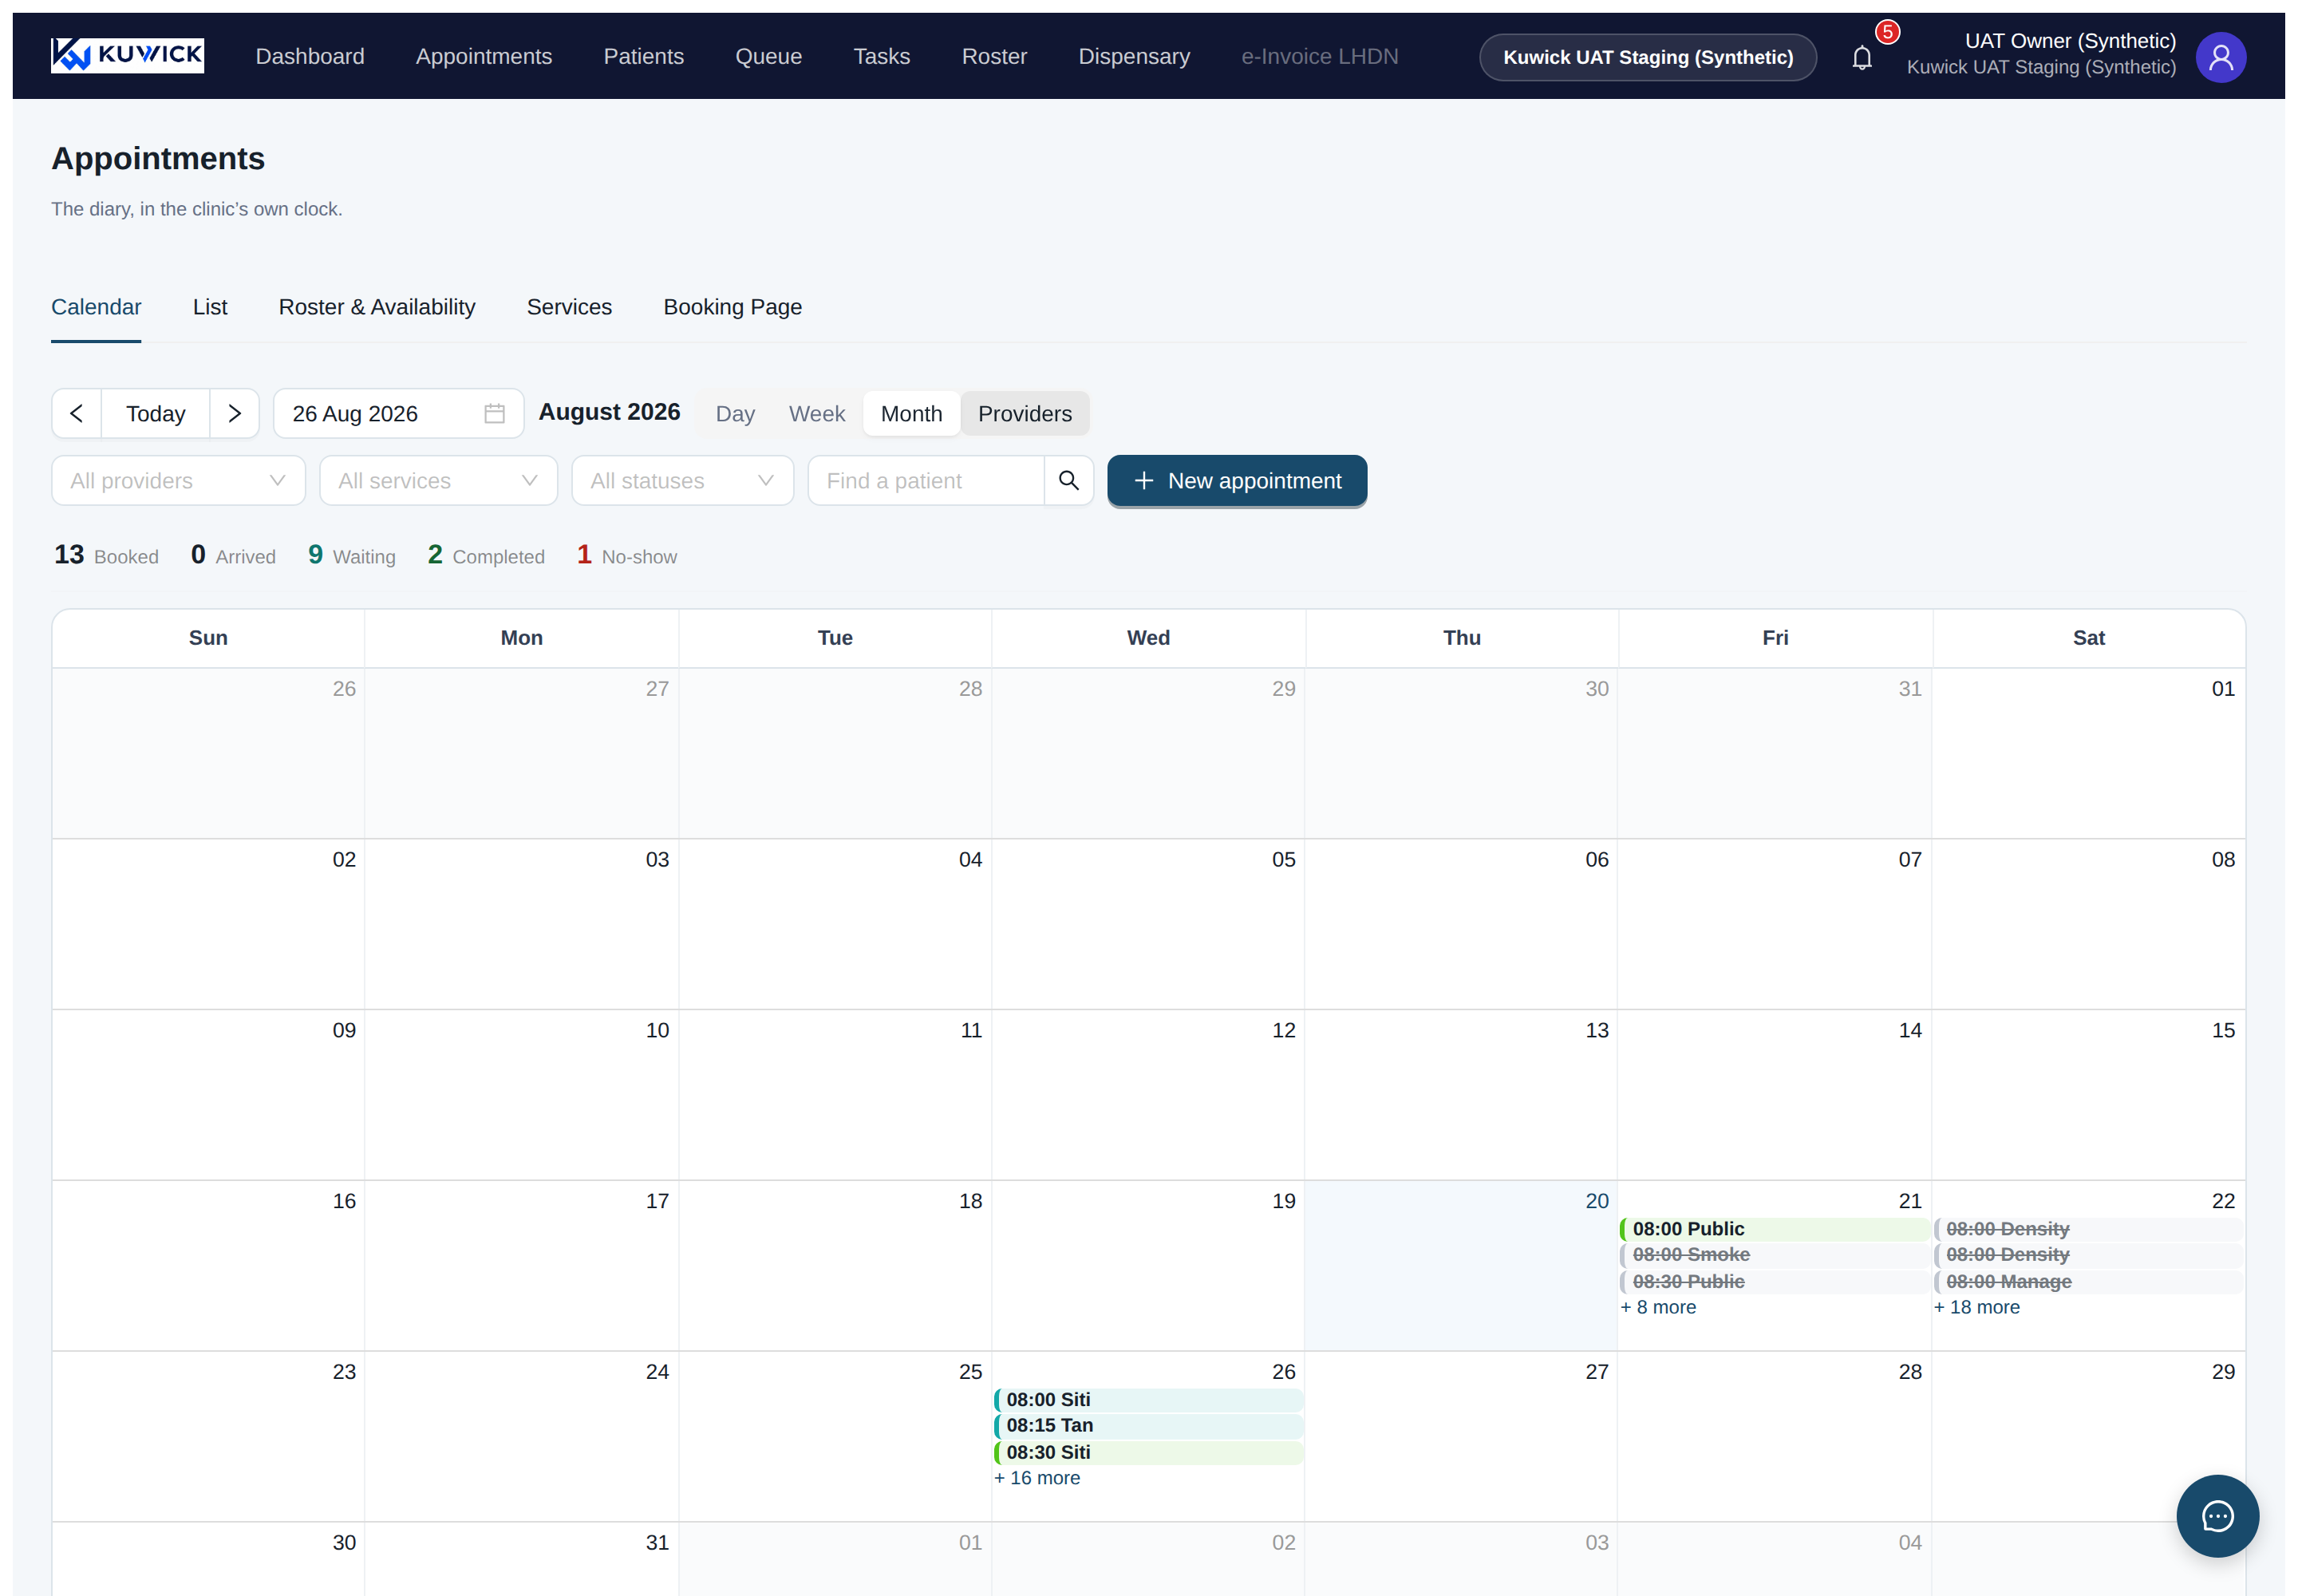 KUWICK Dashboard Appointments Patients Queue Tasks Roster Dispensary e-Invoice LHDN Kuwick UAT Staging (Synthetic) 5 UAT Owner (Synthetic)
Kuwick UAT Staging (Synthetic)
Appointments
The diary, in the clinic’s own clock.
Calendar List Roster & Availability Services Booking Page
Today 26 Aug 2026 August 2026 Day Week Month Providers
All providers All services All statuses Find a patient New appointment
13 Booked 0 Arrived 9 Waiting 2 Completed 1 No-show
Sun Mon Tue Wed Thu Fri Sat
26 27 28 29 30 31 01
02 03 04 05 06 07 08
09 10 11 12 13 14 15
16 17 18 19 20 21 22
08:00 Public 08:00 Density
08:00 Smoke 08:00 Density
08:30 Public 08:00 Manage
+ 8 more + 18 more
23 24 25 26 27 28 29
08:00 Siti
08:15 Tan
08:30 Siti
+ 16 more
30 31 01 02 03 04